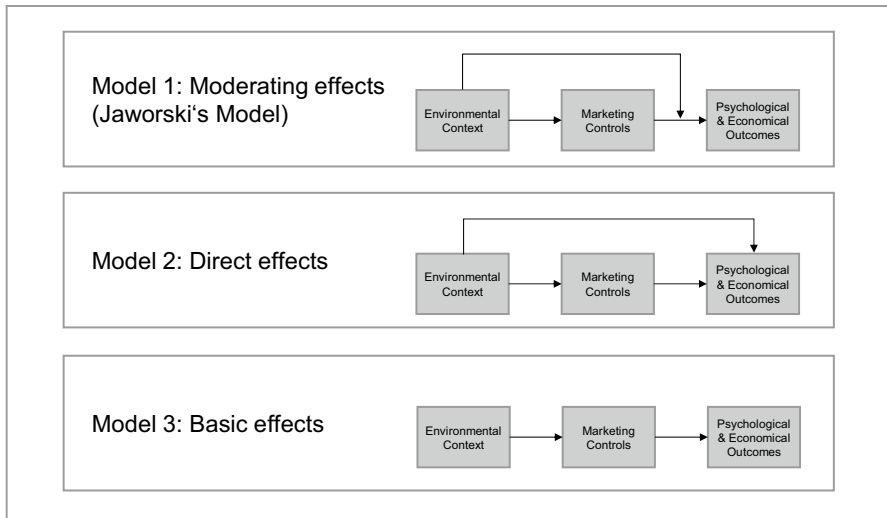 Model 1: Moderating effects
(Jaworski‘s Model)
Environmental
Context
Marketing
Controls
Psychological
& Economical
Outcomes
Model 2: Direct effects
Environmental
Context
Marketing
Controls
Psychological
& Economical
Outcomes
Model 3: Basic effects
Environmental
Context
Marketing
Controls
Psychological
& Economical
Outcomes